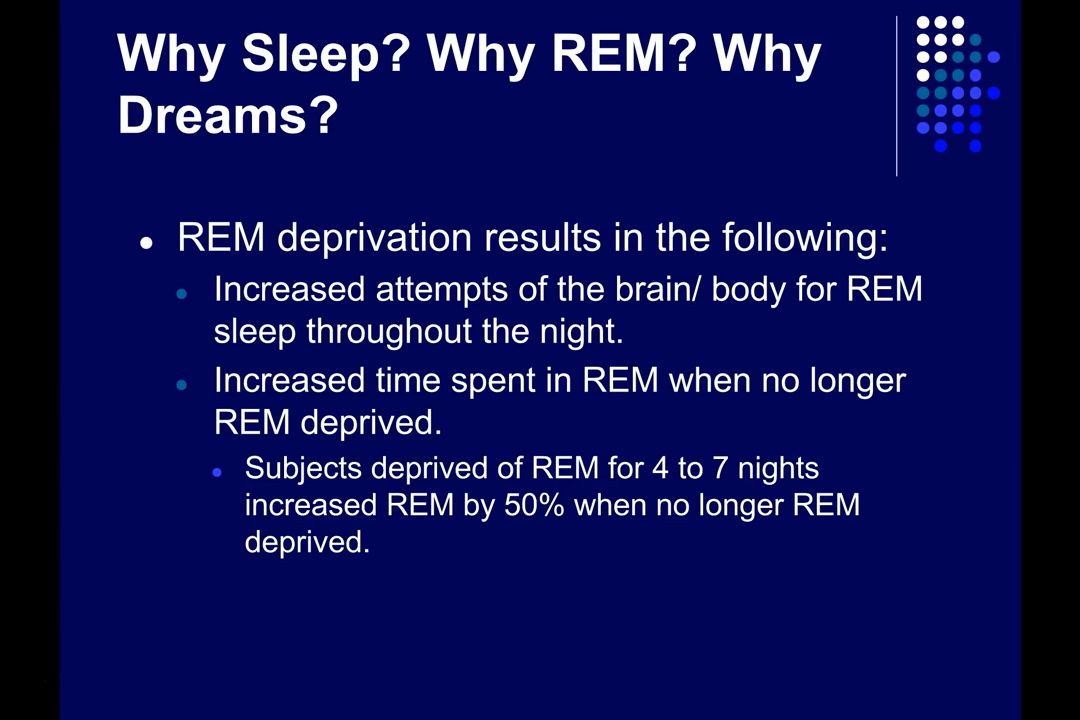 Why Sleep? Why REM? Why
Dreams?
REM deprivation results in the following:
Increased attempts of the brain/ body for REM
sleep throughout the night.
Increased time spent in REM when no longer
REM deprived.
Subjects deprived of REM for 4 to 7 nights
increased REM by 50% when no longer REM
deprived.